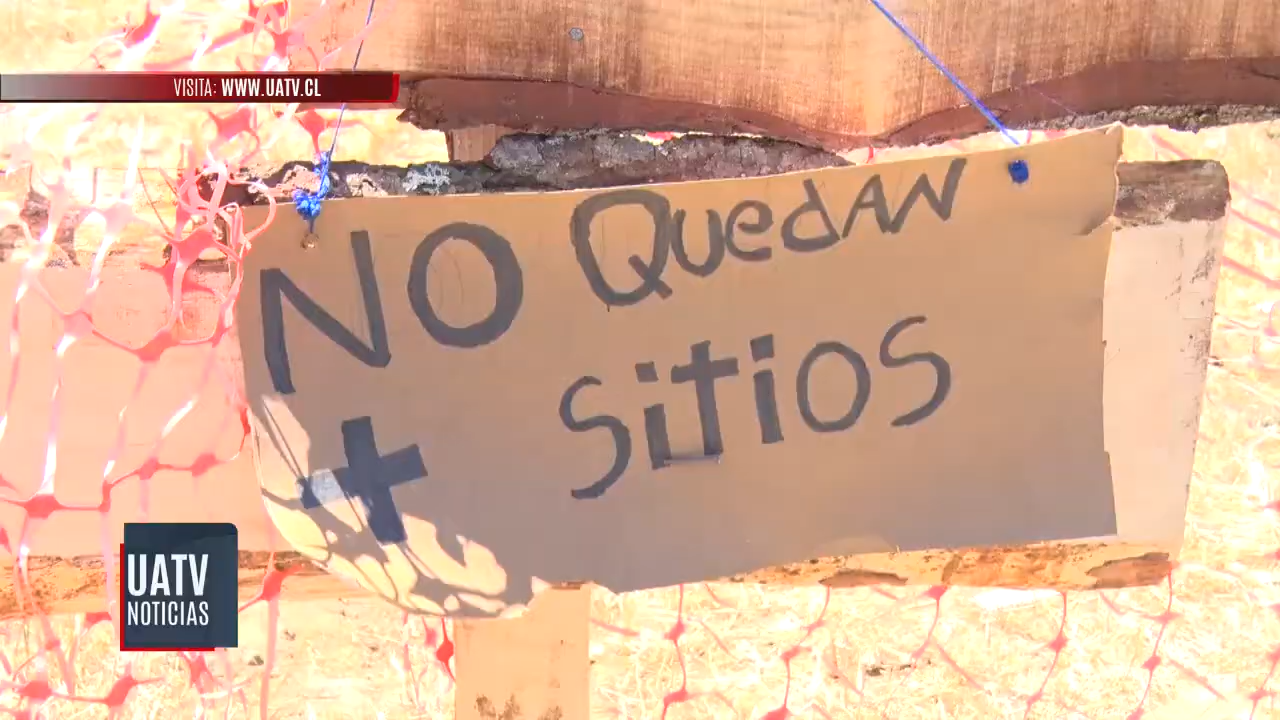 VISITA: WWW.UATV.CL
NO QUEDAN
+ SITIOS
UATV
NOTICIAS